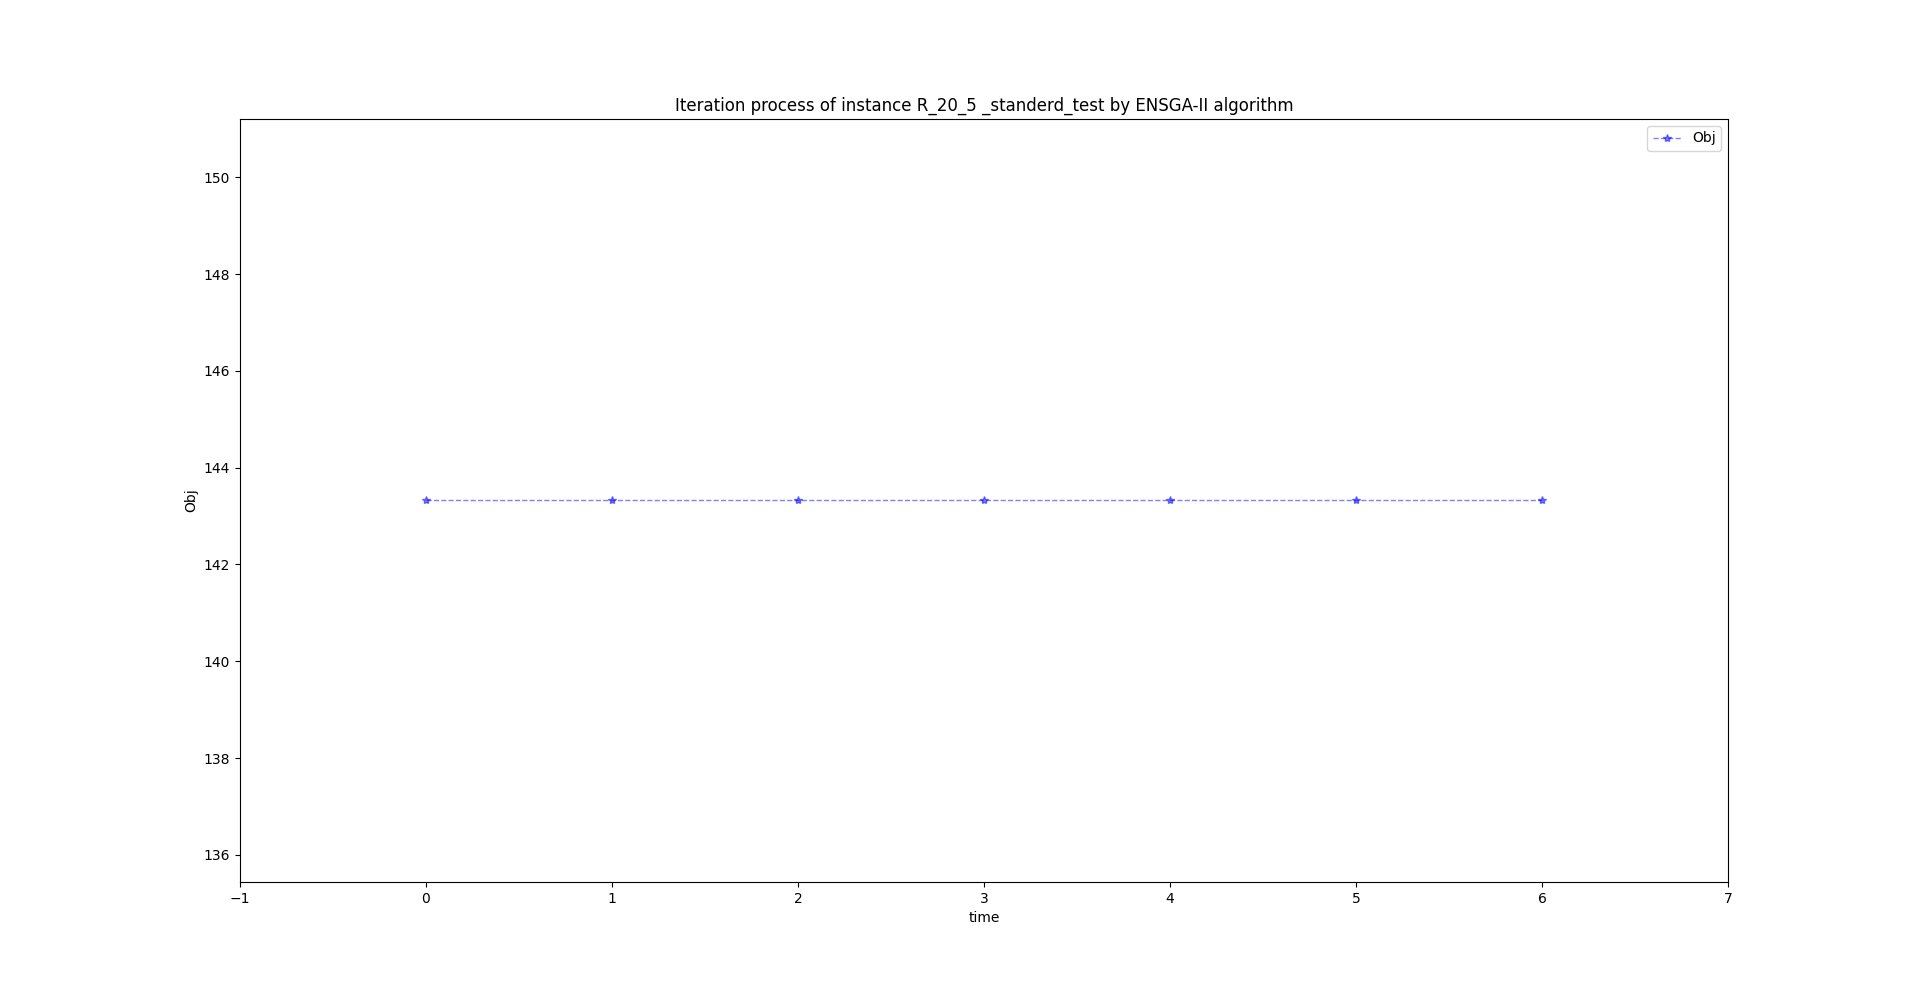 Iteration process of instance R_20_5 _standerd_test by ENSGA-II algorithm
Obj
150
148
146
144
142
140
138
136
Obj
−1 0 1 2 3 4 5 6 7
time